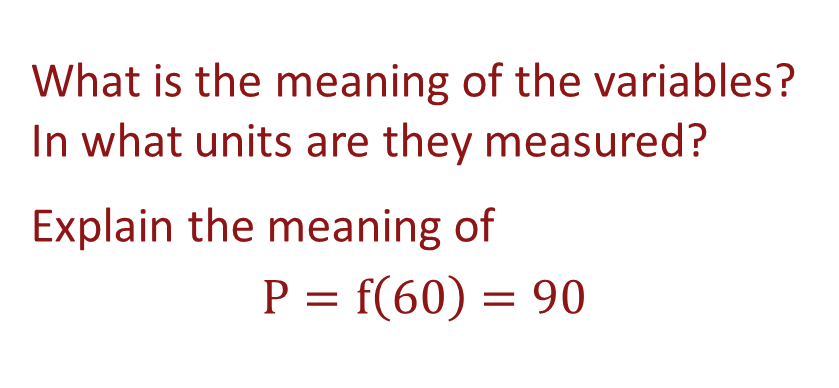 What is the meaning of the variables?
In what units are they measured?
Explain the meaning of
P = f(60) = 90